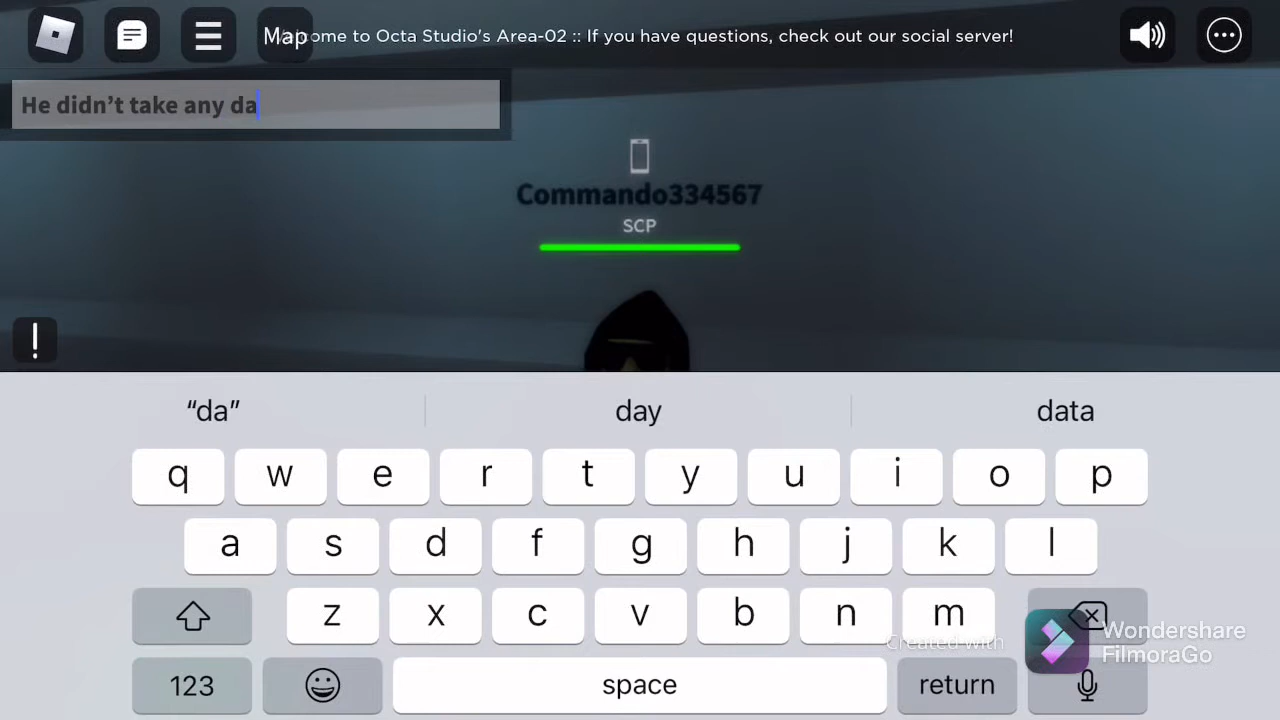 Map
elcome to Octa Studio's Area-02 :: If you have questions, check out our social server!
He didn’t take any da
Commando334567
SCP
!
“da” day data
q w e r t y u i o p
a s d f g h j k l
z x c v b n m
Created with
Wondershare
FilmoraGo
123 space return